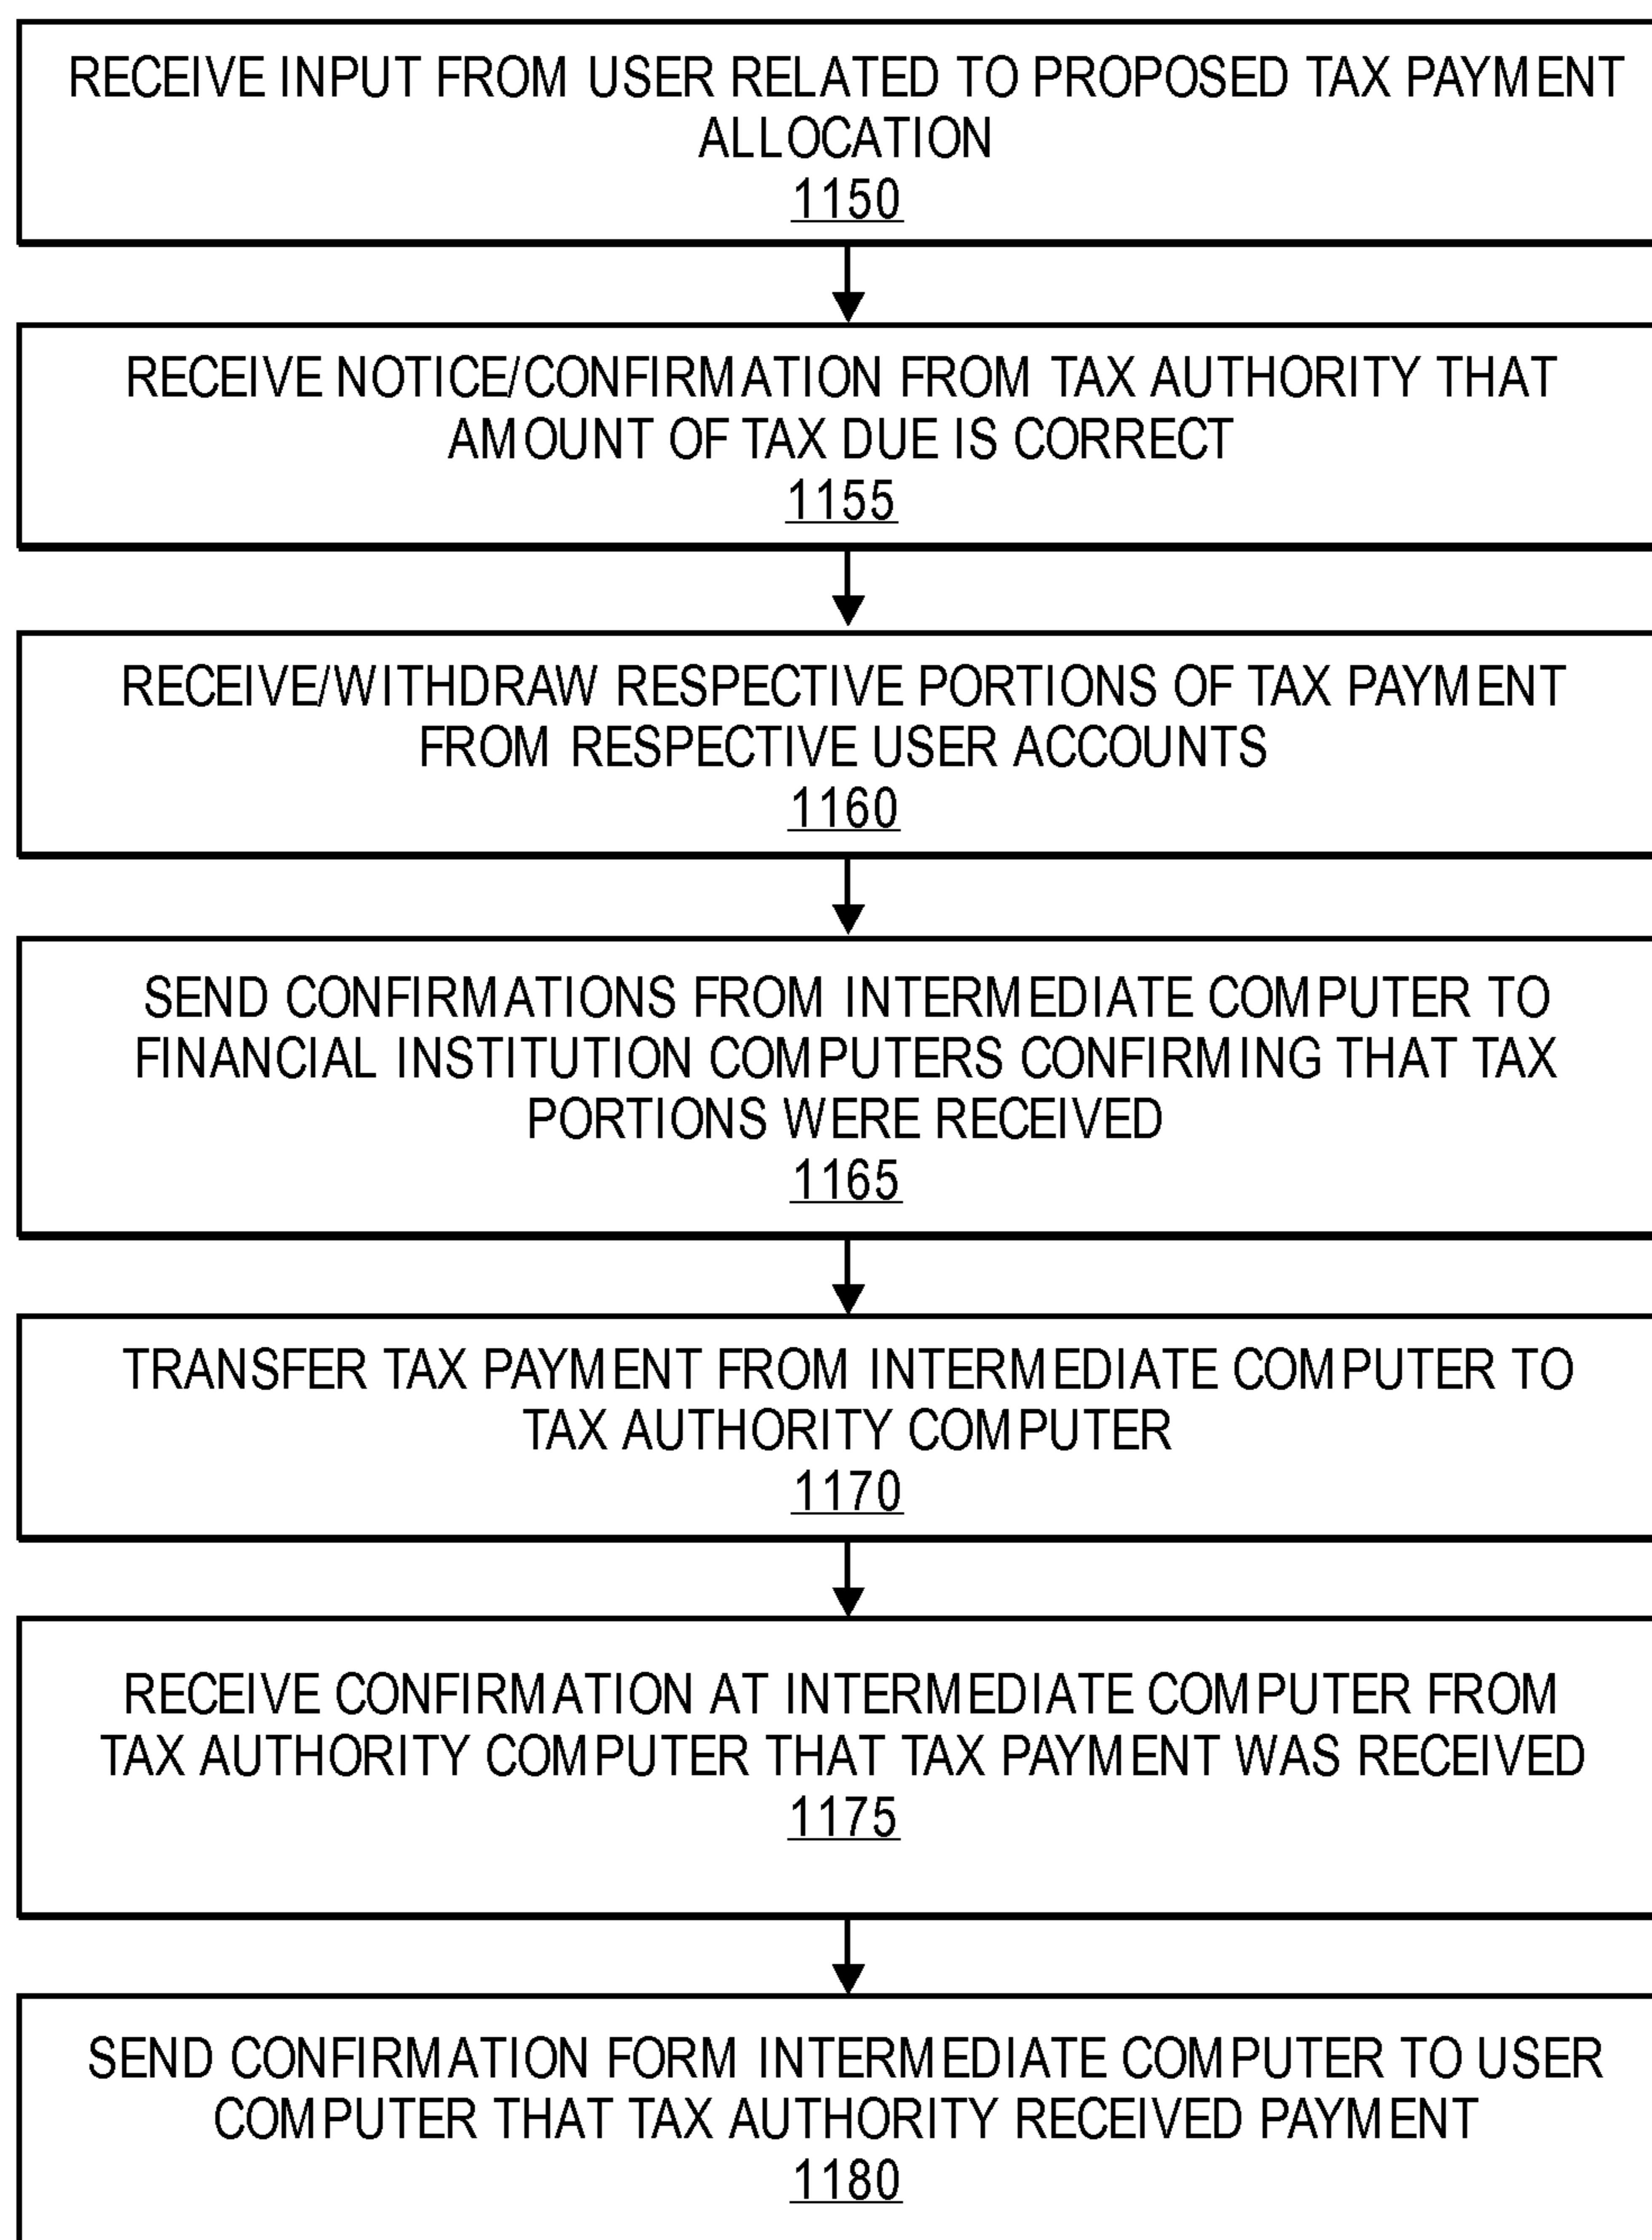 RECEIVE INPUT FROM USER RELATED TO PROPOSED TAX PAYMENT
ALLOCATION
1150
RECEIVE NOTICE/CONFIRMATION FROM TAX AUTHORITY THAT
AMOUNT OF TAX DUE IS CORRECT
1155
RECEIVE/WITHDRAW RESPECTIVE PORTIONS OF TAX PAYMENT
FROM RESPECTIVE USER ACCOUNTS
1160
SEND CONFIRMATIONS FROM INTERMEDIATE COMPUTER TO
FINANCIAL INSTITUTION COMPUTERS CONFIRMING THAT TAX
PORTIONS WERE RECEIVED
1165
TRANSFER TAX PAYMENT FROM INTERMEDIATE COMPUTER TO
TAX AUTHORITY COMPUTER
1170
RECEIVE CONFIRMATION AT INTERMEDIATE COMPUTER FROM
TAX AUTHORITY COMPUTER THAT TAX PAYMENT WAS RECEIVED
1175
SEND CONFIRMATION FORM INTERMEDIATE COMPUTER TO USER
COMPUTER THAT TAX AUTHORITY RECEIVED PAYMENT
1180